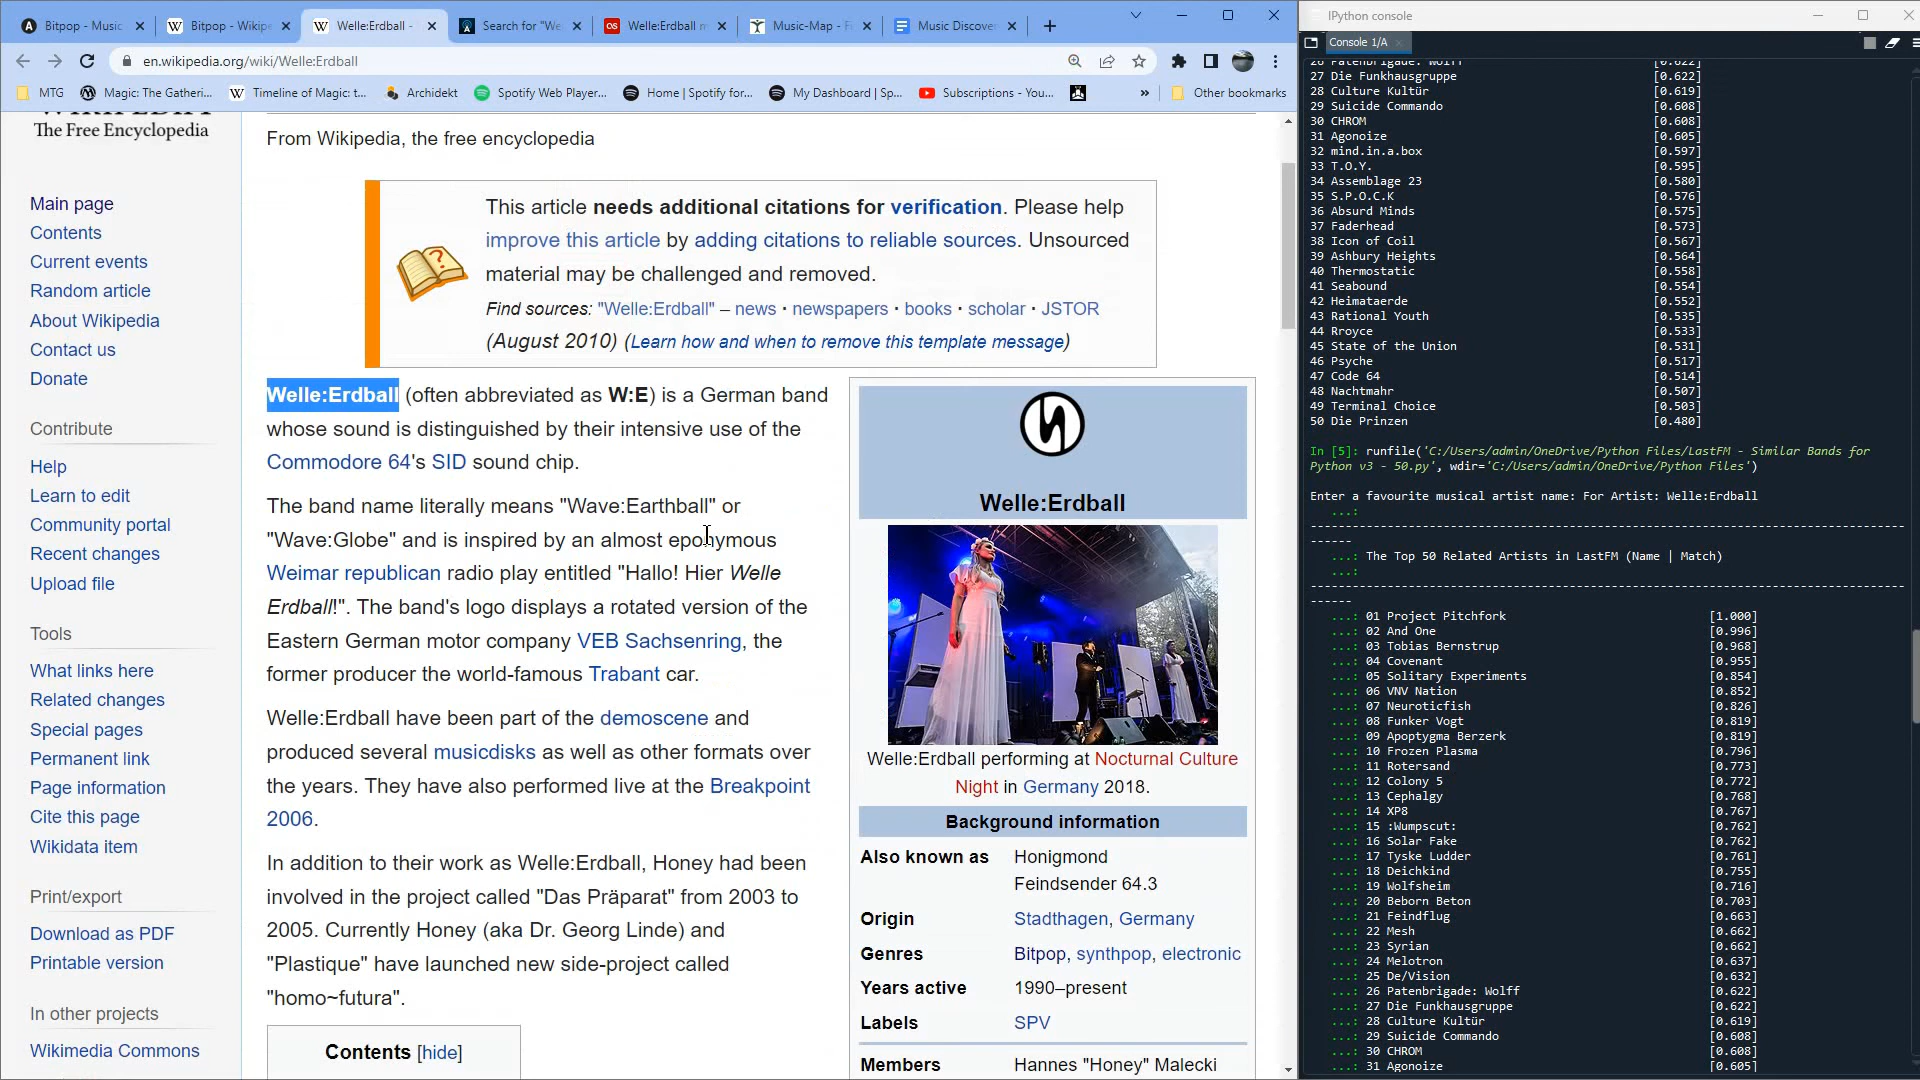 Bitpop - Music
Bitpop - Wikipe
Welle:Erdball -
Search for "We
Welle:Erdball m
Music-Map - Fi
Music Discover
en.wikipedia.org/wiki/Welle:Erdball
MTG
Magic: The Gatheri...
Timeline of Magic: t...
Archidekt
Spotify Web Player...
Home | Spotify for...
My Dashboard | Sp...
Subscriptions - You...
Other bookmarks
WIKIPEDIA
The Free Encyclopedia
Main page
Contents
Current events
Random article
About Wikipedia
Contact us
Donate
Contribute
Help
Learn to edit
Community portal
Recent changes
Upload file
Tools
What links here
Related changes
Special pages
Permanent link
Page information
Cite this page
Wikidata item
Print/export
Download as PDF
Printable version
In other projects
Wikimedia Commons
From Wikipedia, the free encyclopedia
This article needs additional citations for verification. Please help
improve this article by adding citations to reliable sources. Unsourced
material may be challenged and removed.
Find sources: "Welle:Erdball" – news · newspapers · books · scholar · JSTOR
(August 2010) (Learn how and when to remove this template message)
Welle:Erdball (often abbreviated as W:E) is a German band
whose sound is distinguished by their intensive use of the
Commodore 64's SID sound chip.
The band name literally means "Wave:Earthball" or
"Wave:Globe" and is inspired by an almost eponymous
Weimar republican radio play entitled "Hallo! Hier Welle
Erdball!". The band's logo displays a rotated version of the
Eastern German motor company VEB Sachsenring, the
former producer the world-famous Trabant car.
Welle:Erdball have been part of the demoscene and
produced several musicdisks as well as other formats over
the years. They have also performed live at the Breakpoint
2006.
In addition to their work as Welle:Erdball, Honey had been
involved in the project called "Das Präparat" from 2003 to
2005. Currently Honey (aka Dr. Georg Linde) and
"Plastique" have launched new side-project called
"homo~futura".
Contents [hide]
Welle:Erdball
Welle:Erdball performing at Nocturnal Culture
Night in Germany 2018.
Background information
Also known as Honigmond
Feindsender 64.3
Origin Stadthagen, Germany
Genres Bitpop, synthpop, electronic
Years active 1990–present
Labels SPV
Members Hannes "Honey" Malecki
IPython console
Console 1/A
26 Patenbrigade: Wolff [0.622]
27 Die Funkhausgruppe [0.622]
28 Culture Kultür [0.619]
29 Suicide Commando [0.608]
30 CHROM [0.608]
31 Agonoize [0.605]
32 mind.in.a.box [0.597]
33 T.O.Y. [0.595]
34 Assemblage 23 [0.580]
35 S.P.O.C.K [0.576]
36 Absurd Minds [0.575]
37 Faderhead [0.573]
38 Icon of Coil [0.567]
39 Ashbury Heights [0.564]
40 Thermostatic [0.558]
41 Seabound [0.554]
42 Heimataerde [0.552]
43 Rational Youth [0.535]
44 Rroyce [0.533]
45 State of the Union [0.531]
46 Psyche [0.517]
47 Code 64 [0.514]
48 Nachtmahr [0.507]
49 Terminal Choice [0.503]
50 Die Prinzen [0.480]
In [5]: runfile('C:/Users/admin/OneDrive/Python Files/LastFM - Similar Bands for
Python v3 - 50.py', wdir='C:/Users/admin/OneDrive/Python Files')
Enter a favourite musical artist name: For Artist: Welle:Erdball
...:
--------------------------------------------------------------------------------
------
...: The Top 50 Related Artists in LastFM (Name | Match)
...:
--------------------------------------------------------------------------------
------
...: 01 Project Pitchfork [1.000]
...: 02 And One [0.996]
...: 03 Tobias Bernstrup [0.968]
...: 04 Covenant [0.955]
...: 05 Solitary Experiments [0.854]
...: 06 VNV Nation [0.852]
...: 07 Neuroticfish [0.826]
...: 08 Funker Vogt [0.819]
...: 09 Apoptygma Berzerk [0.819]
...: 10 Frozen Plasma [0.796]
...: 11 Rotersand [0.773]
...: 12 Colony 5 [0.772]
...: 13 Cephalgy [0.768]
...: 14 XP8 [0.767]
...: 15 :Wumpscut: [0.762]
...: 16 Solar Fake [0.762]
...: 17 Tyske Ludder [0.761]
...: 18 Deichkind [0.755]
...: 19 Wolfsheim [0.716]
...: 20 Beborn Beton [0.703]
...: 21 Feindflug [0.663]
...: 22 Mesh [0.662]
...: 23 Syrian [0.662]
...: 24 Melotron [0.637]
...: 25 De/Vision [0.632]
...: 26 Patenbrigade: Wolff [0.622]
...: 27 Die Funkhausgruppe [0.622]
...: 28 Culture Kultür [0.619]
...: 29 Suicide Commando [0.608]
...: 30 CHROM [0.608]
...: 31 Agonoize [0.605]